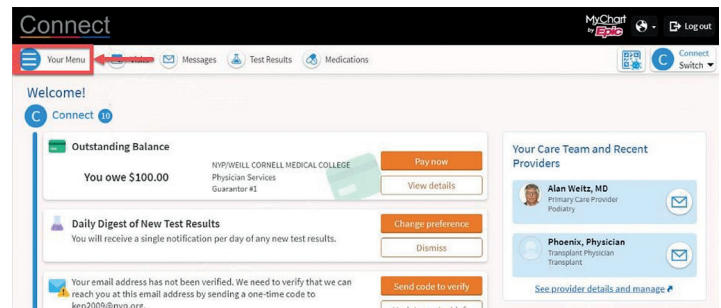 Connect
MyChart
by Epic
Log out
Your Menu
Visits
Messages
Test Results
Medications
C
Connect
Switch
Welcome!
C Connect 10
Outstanding Balance
You owe $100.00
NYP/WEILL CORNELL MEDICAL COLLEGE
Physician Services
Guarantor #1
Pay now
View details
Daily Digest of New Test Results
You will receive a single notification per day of any new test results.
Change preference
Dismiss
Your email address has not been verified. We need to verify that we can
reach you at this email address by sending a one-time code to
kep2009@nyp.org.
Send code to verify
Your Care Team and Recent
Providers
Alan Weitz, MD
Primary Care Provider
Podiatry
Phoenix, Physician
Transplant Physician
Transplant
See provider details and manage